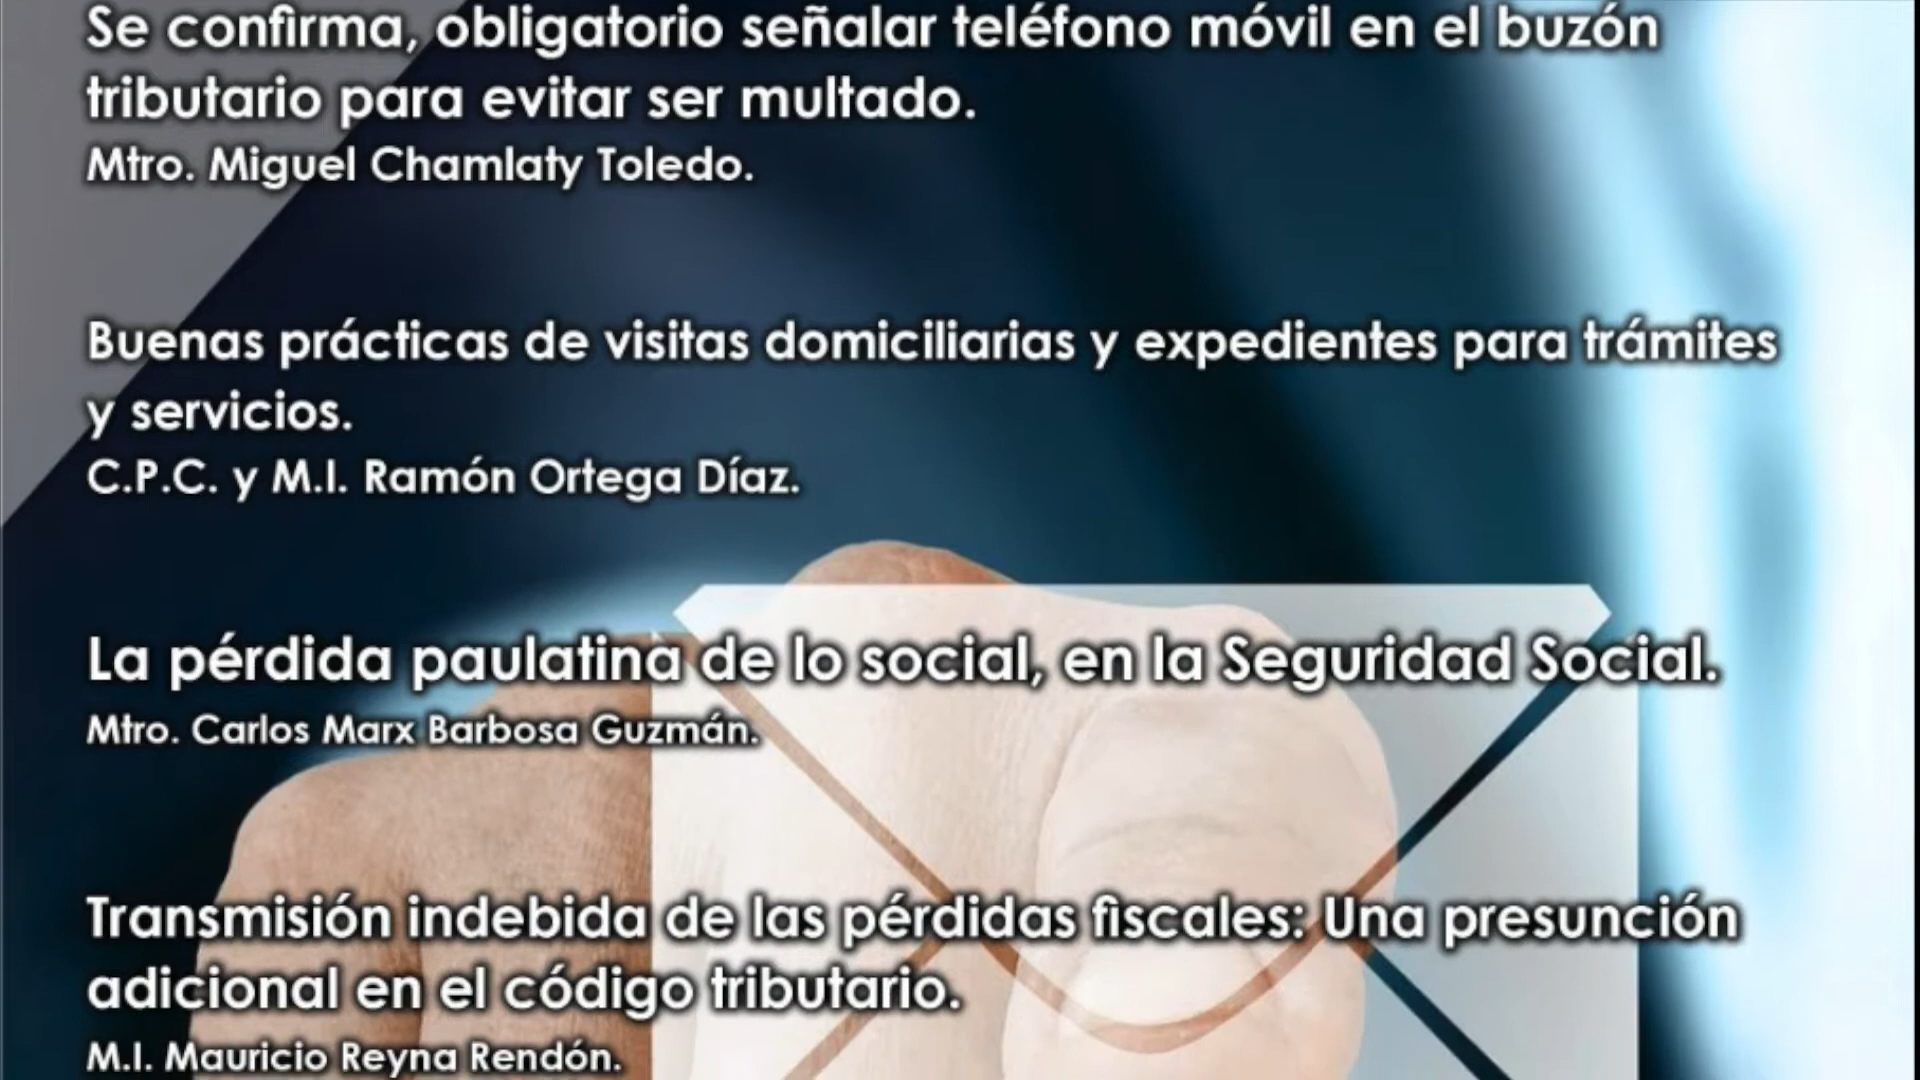 Se confirma, obligatorio señalar teléfono móvil en el buzón
tributario para evitar ser multado.
Mtro. Miguel Chamlaty Toledo.
Buenas prácticas de visitas domiciliarias y expedientes para trámites
y servicios.
C.P.C. y M.I. Ramón Ortega Díaz.
La pérdida paulatina de lo social, en la Seguridad Social.
Mtro. Carlos Marx Barbosa Guzmán.
Transmisión indebida de las pérdidas fiscales: Una presunción
adicional en el código tributario.
M.I. Mauricio Reyna Rendón.